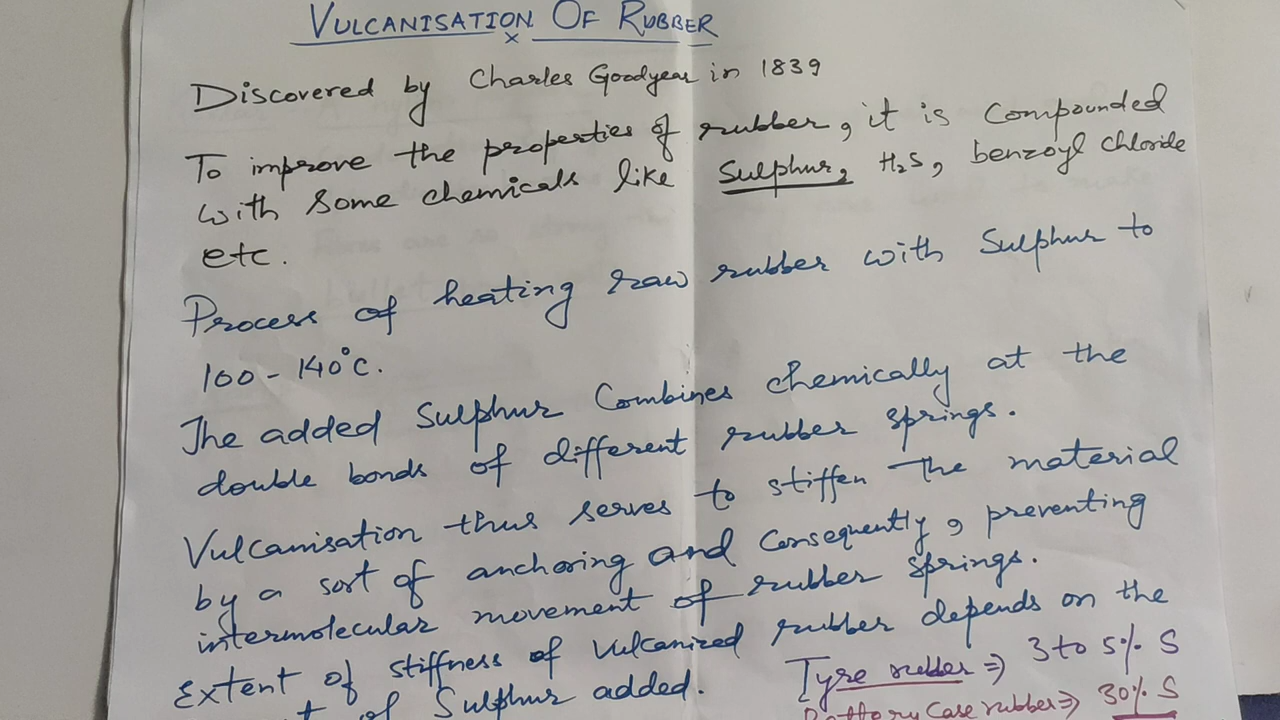 VULCANISATION OF RUBBER
x
Discovered by Charles Goodyear in 1839
To improve the properties of rubber, it is compounded
with some chemicals like Sulphur, H₂S, benzoyl chloride
etc.
Process of heating raw rubber with Sulphur to
100 - 140°C.
The added Sulphur Combines chemically at the
double bonds of different rubber springs.
Vulcanisation thus serves to stiffen the material
by a sort of anchoring and Consequently, preventing
intermolecular movement of rubber springs.
Extent of stiffness of vulcanized rubber depends on the
of Sulphur added.
Tyre rubber ⇒ 3 to 5% S
Battery Case rubber ⇒ 30% S